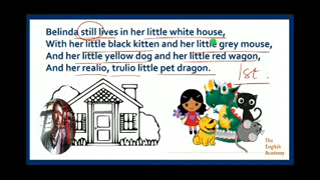 Belinda still lives in her little white house,
With her little black kitten and her little grey mouse,
And her little yellow dog and her little red wagon,
And her realio, trulio little pet dragon.
1st.
The
English
Academy